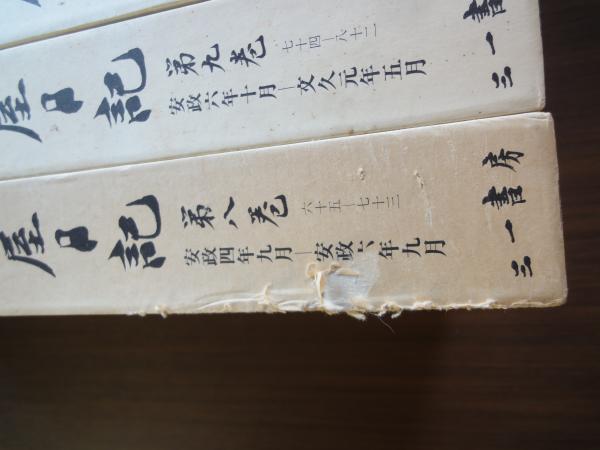 屋日記
第九巻
七十四—八十二
安政六年十月—文久元年五月
三一書房
屋日記
第八巻
六十五—七十三
安政四年九月—安政六年九月
三一書房